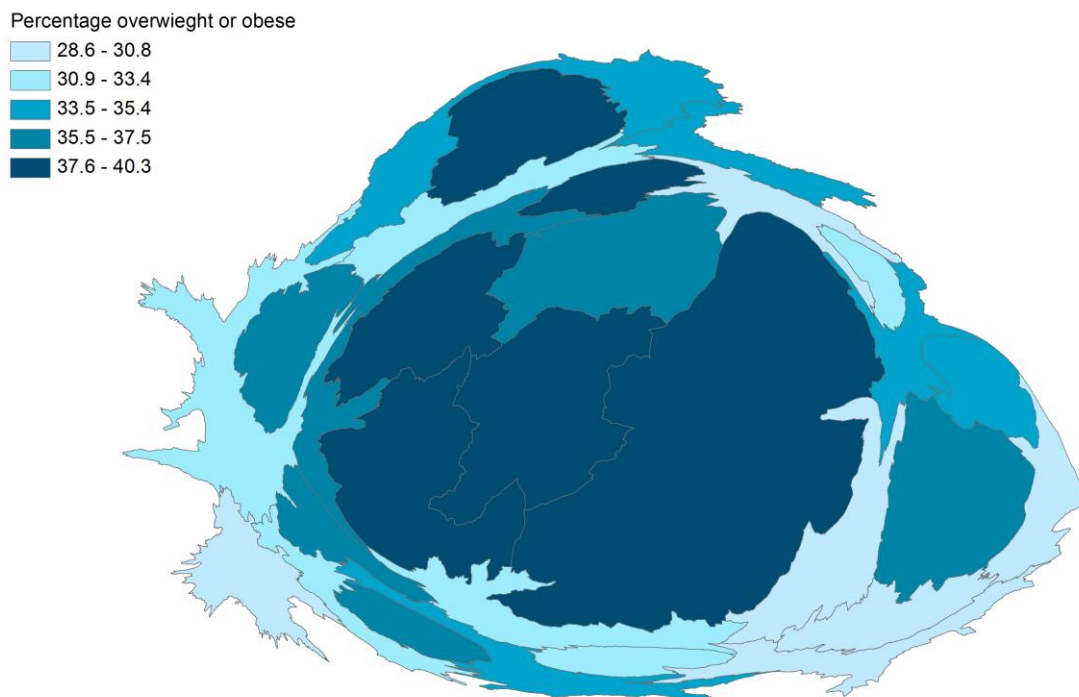 Percentage overwieght or obese
28.6 - 30.8
30.9 - 33.4
33.5 - 35.4
35.5 - 37.5
37.6 - 40.3